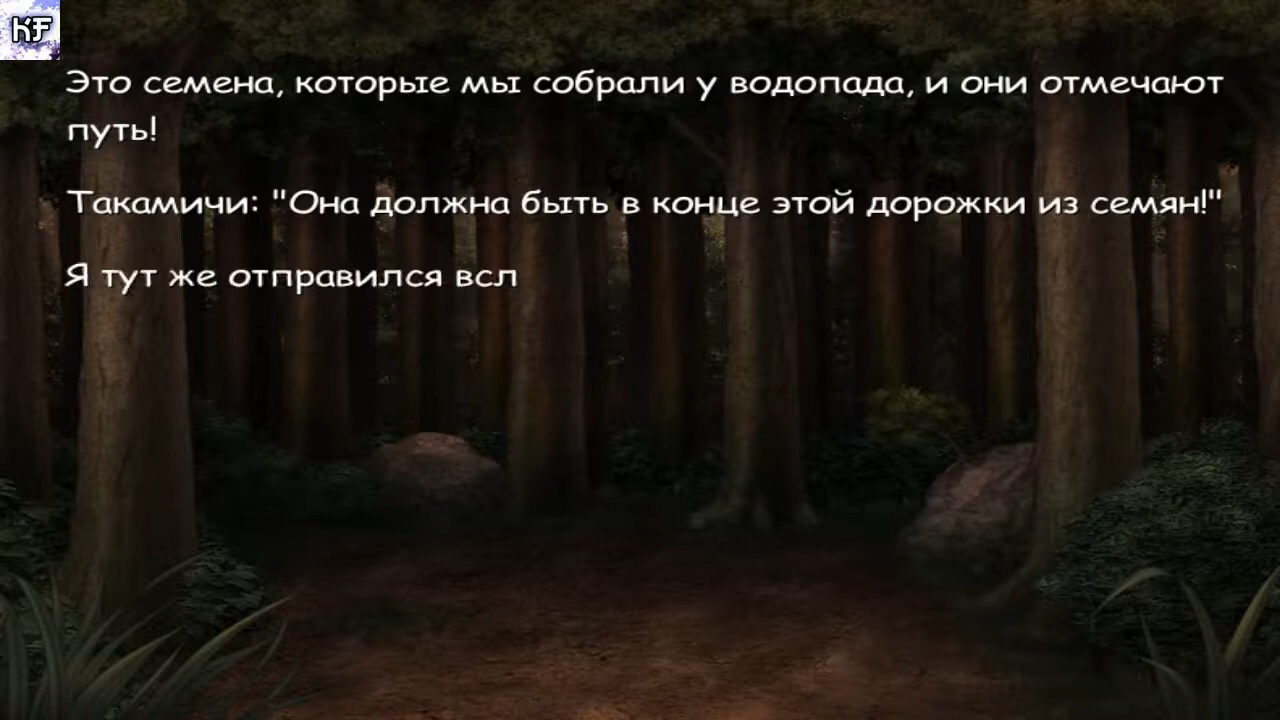 KF
Это семена, которые мы собрали у водопада, и они отмечают
путь!
Такамичи: "Она должна быть в конце этой дорожки из семян!"
Я тут же отправился всл